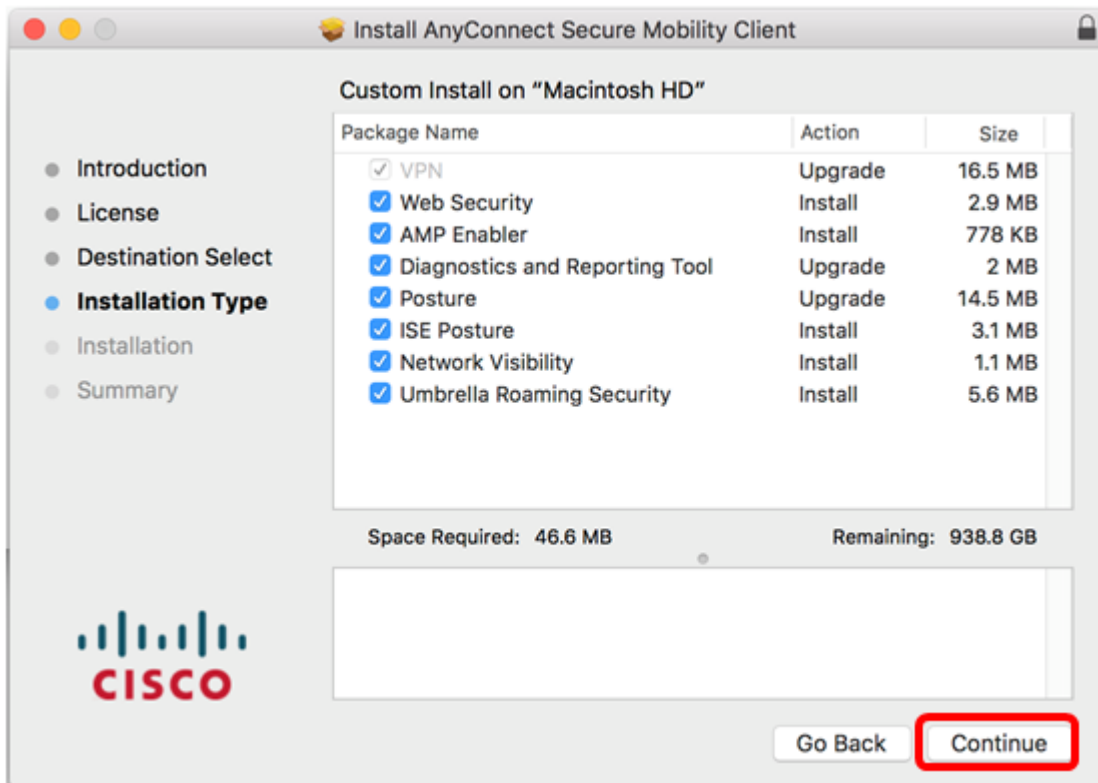 Install AnyConnect Secure Mobility Client
Custom Install on “Macintosh HD”
Package Name Action Size
VPN Upgrade 16.5 MB
Web Security Install 2.9 MB
AMP Enabler Install 778 KB
Diagnostics and Reporting Tool Upgrade 2 MB
Posture Upgrade 14.5 MB
ISE Posture Install 3.1 MB
Network Visibility Install 1.1 MB
Umbrella Roaming Security Install 5.6 MB
Space Required: 46.6 MB Remaining: 938.8 GB
Introduction
License
Destination Select
Installation Type
Installation
Summary
CISCO
Go Back Continue